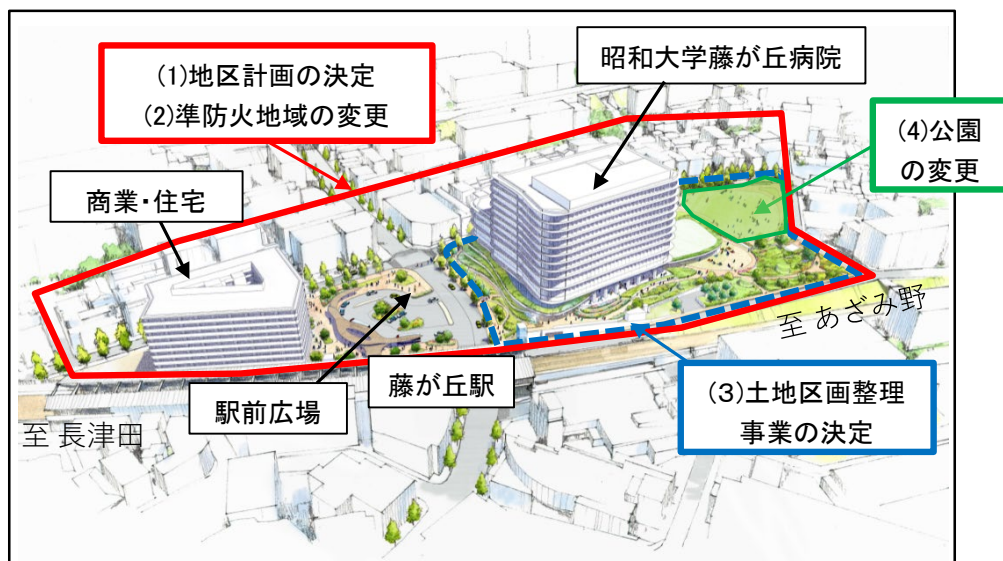 (1)地区計画の決定
(2)準防火地域の変更
昭和大学藤が丘病院
(4)公園
の変更
商業・住宅
至 あざみ野
駅前広場
藤が丘駅
(3)土地区画整理
事業の決定
至 長津田